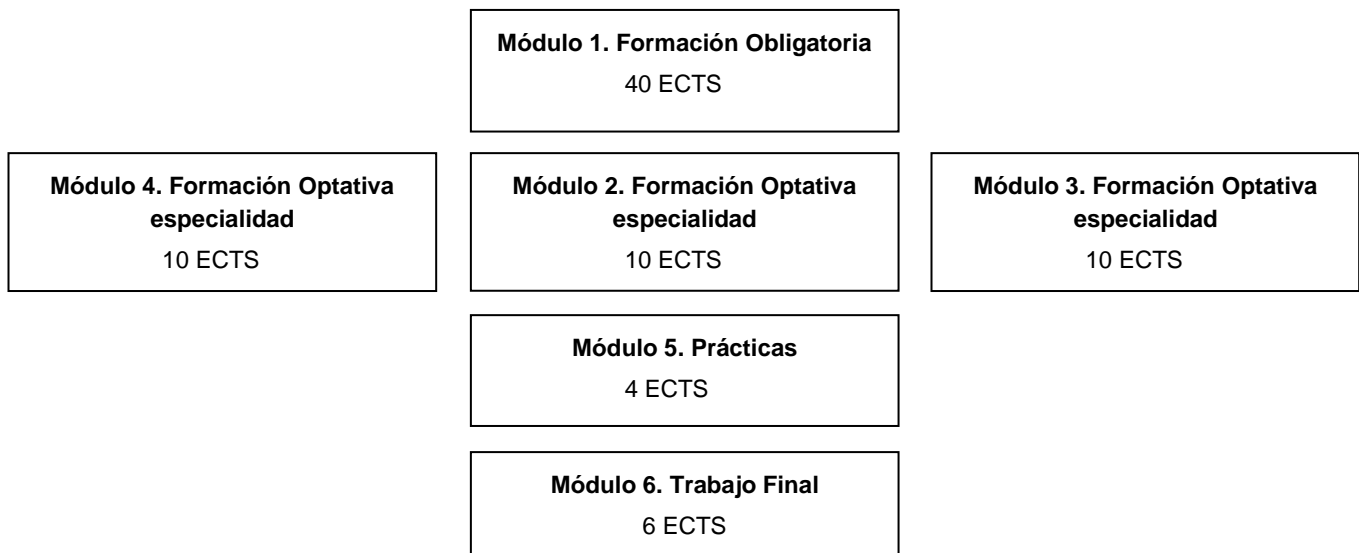 Módulo 1. Formación Obligatoria
40 ECTS
Módulo 4. Formación Optativa
especialidad
10 ECTS
Módulo 2. Formación Optativa
especialidad
10 ECTS
Módulo 3. Formación Optativa
especialidad
10 ECTS
Módulo 5. Prácticas
4 ECTS
Módulo 6. Trabajo Final
6 ECTS